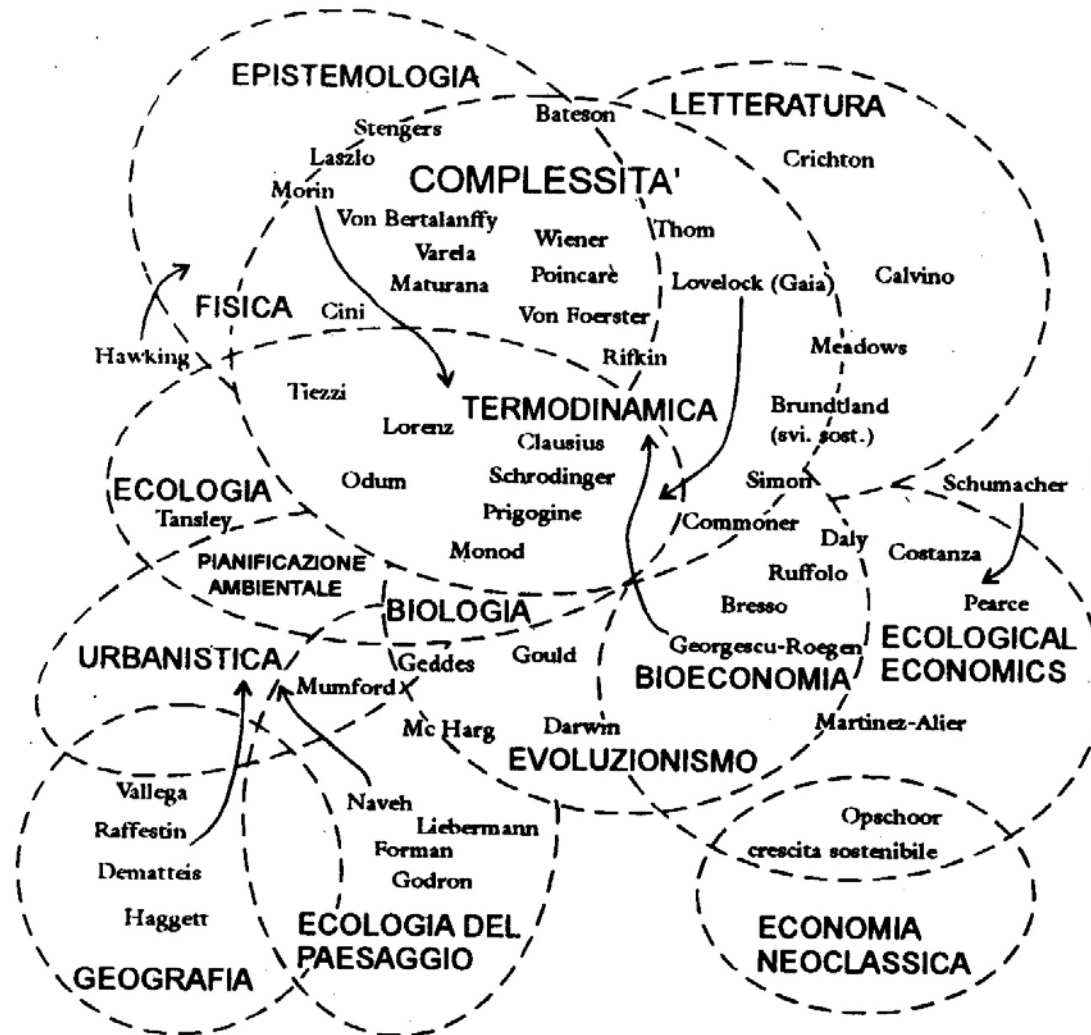 EPISTEMOLOGIA
LETTERATURA
Bateson
Stengers
Crichton
Laszlo
COMPLESSITA'
Morin
Von Bertalanffy
Wiener
Thom
Varela
Poincarè
Lovelock (Gaia)
Calvino
Maturana
FISICA
Cini
Von Foerster
Hawking
Rifkin
Meadows
Tiezzi
TERMODINAMICA
Brundtland
(svi. sost.)
Lorenz
Clausius
ECOLOGIA
Odum
Schrodinger
Simon
Schumacher
Tansley
Prigogine
Commoner
Daly
Costanza
Monod
PIANIFICAZIONE
AMBIENTALE
Ruffolo
BIOLOGIA
Bresso
Pearce
URBANISTICA
Geddes
Gould
Georgescu-Roegen
ECOLOGICAL
ECONOMICS
Mumford
BIOECONOMIA
Mc Harg
Darwin
Martinez-Alier
EVOLUZIONISMO
Vallega
Naveh
Opschoor
Raffestin
Liebermann
Forman
crescita sostenibile
Dematteis
Godron
Haggett
ECOLOGIA DEL
PAESAGGIO
ECONOMIA
NEOCLASSICA
GEOGRAFIA